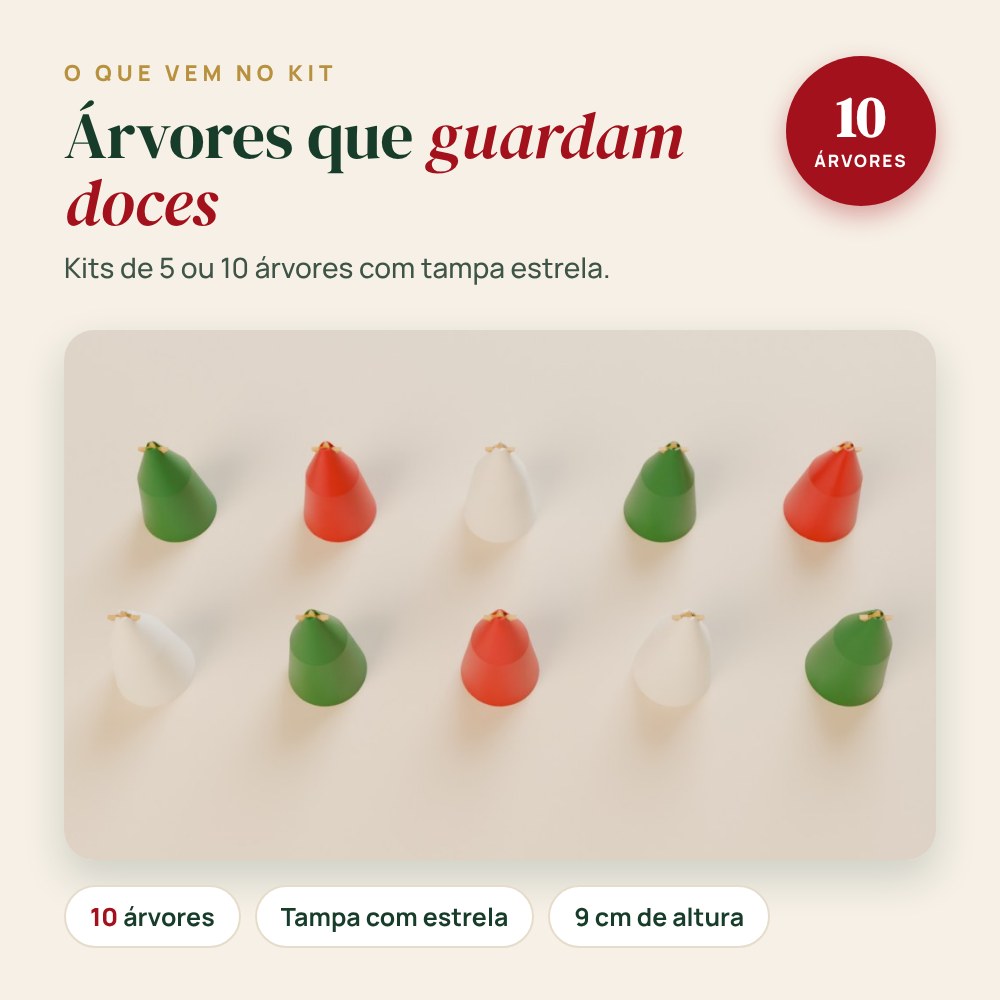 O QUE VEM NO KIT
Árvores que guardam
doces
Kits de 5 ou 10 árvores com tampa estrela.
10
ÁRVORES
10 árvores
Tampa com estrela
9 cm de altura